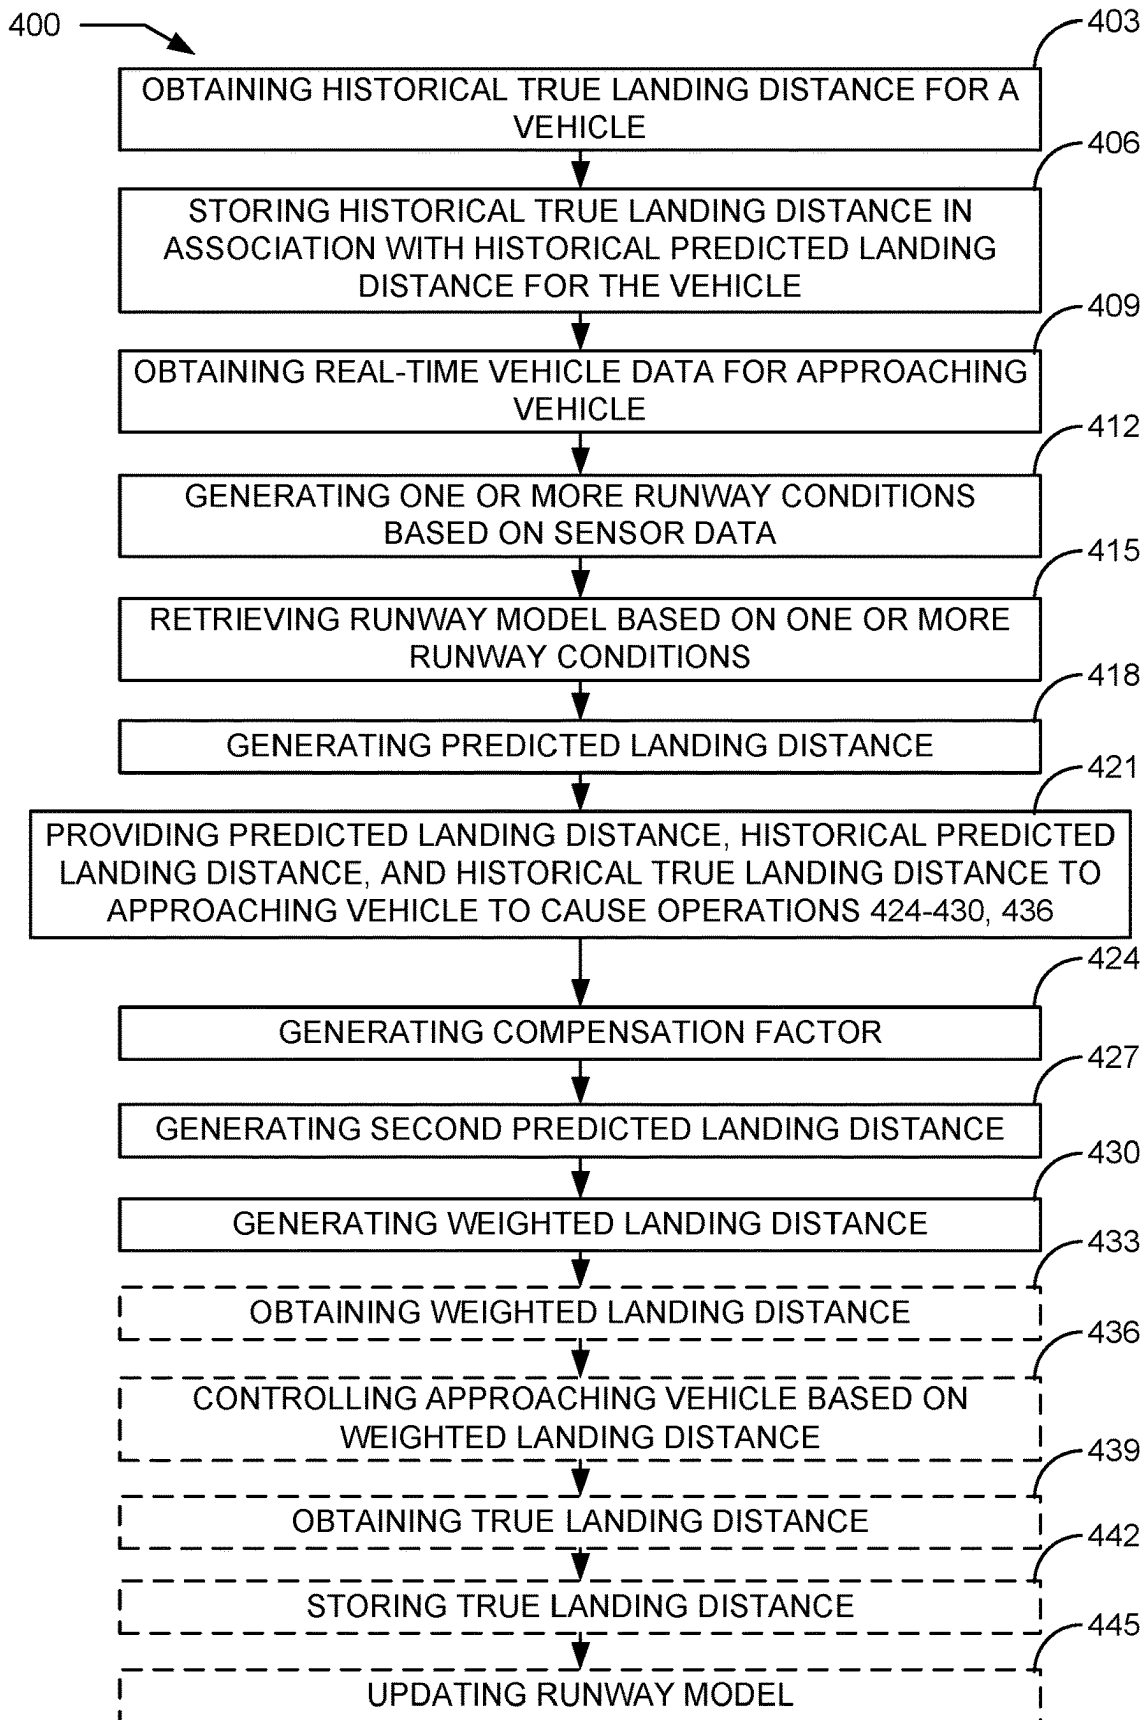 400
403
OBTAINING HISTORICAL TRUE LANDING DISTANCE FOR A
VEHICLE
406
STORING HISTORICAL TRUE LANDING DISTANCE IN
ASSOCIATION WITH HISTORICAL PREDICTED LANDING
DISTANCE FOR THE VEHICLE
409
OBTAINING REAL-TIME VEHICLE DATA FOR APPROACHING
VEHICLE
412
GENERATING ONE OR MORE RUNWAY CONDITIONS
BASED ON SENSOR DATA
415
RETRIEVING RUNWAY MODEL BASED ON ONE OR MORE
RUNWAY CONDITIONS
418
GENERATING PREDICTED LANDING DISTANCE
421
PROVIDING PREDICTED LANDING DISTANCE, HISTORICAL PREDICTED
LANDING DISTANCE, AND HISTORICAL TRUE LANDING DISTANCE TO
APPROACHING VEHICLE TO CAUSE OPERATIONS 424-430, 436
424
GENERATING COMPENSATION FACTOR
427
GENERATING SECOND PREDICTED LANDING DISTANCE
430
GENERATING WEIGHTED LANDING DISTANCE
433
OBTAINING WEIGHTED LANDING DISTANCE
436
CONTROLLING APPROACHING VEHICLE BASED ON
WEIGHTED LANDING DISTANCE
439
OBTAINING TRUE LANDING DISTANCE
442
STORING TRUE LANDING DISTANCE
445
UPDATING RUNWAY MODEL